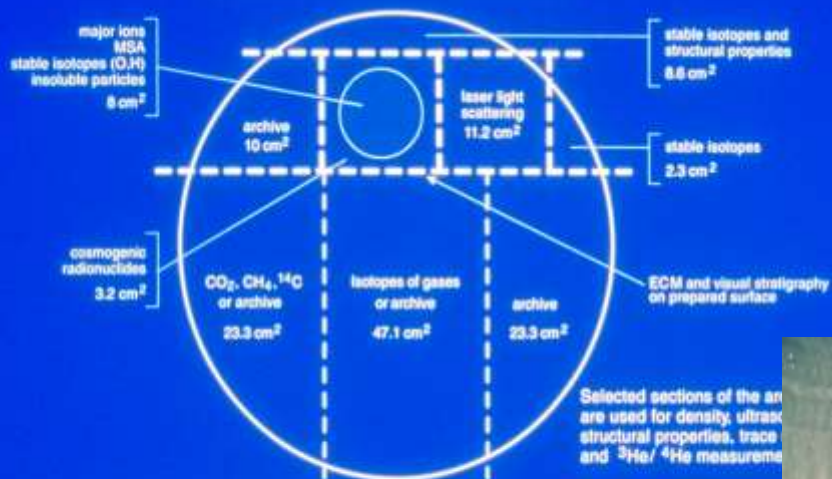 major ions
MSA
stable isotopes (O,H)
insoluble particles
8 cm²
stable isotopes and
structural properties
8.6 cm²
archive
10 cm²
laser light
scattering
11.2 cm²
stable isotopes
2.3 cm²
cosmogenic
radionuclides
3.2 cm²
CO₂, CH₄, ¹⁴C
or archive
23.3 cm²
Isotopes of gases
or archive
47.1 cm²
archive
23.3 cm²
ECM and visual stratigraphy
on prepared surface
Selected sections of the
are used for density,
structural properties, trace
and ³He/ ⁴He